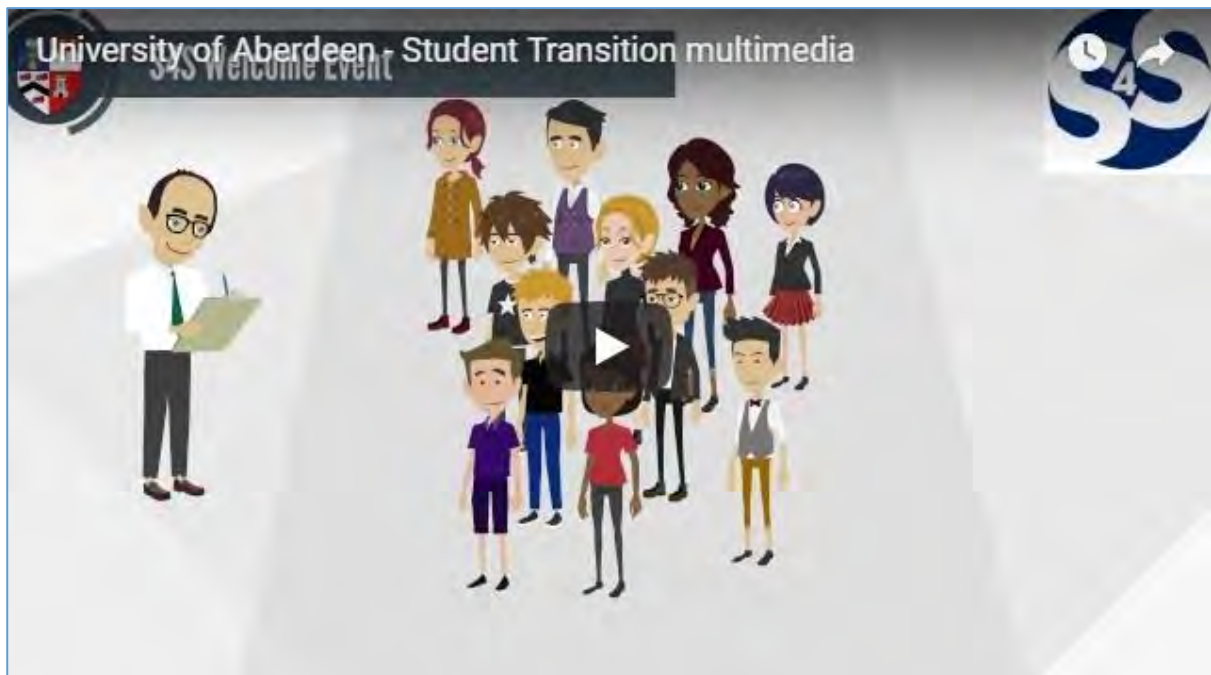 University of Aberdeen - Student Transition multimedia
S4S Welcome Event
S4S